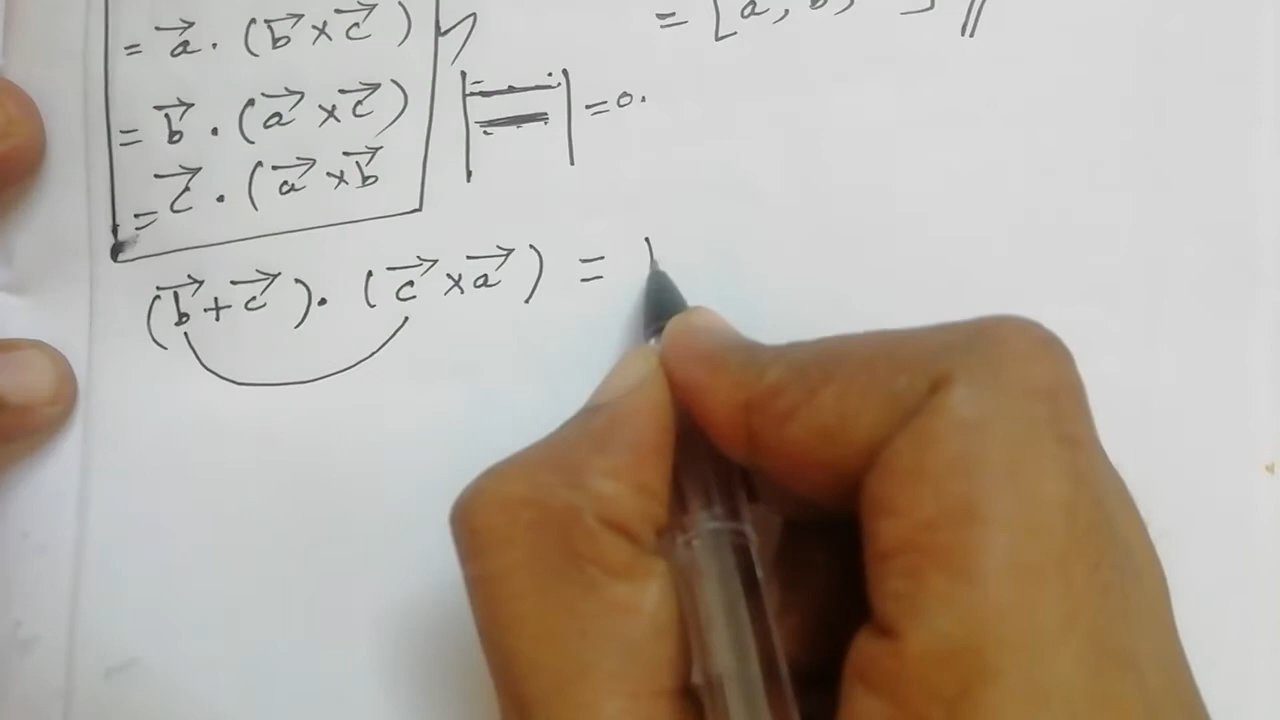 = a⃗ . (b⃗ × c⃗)
= [a, b,
= b⃗ . (a⃗ × c⃗)
= 0.
= c⃗ . (a⃗ × b⃗
(b⃗ + c⃗) . (c⃗ × a⃗) =